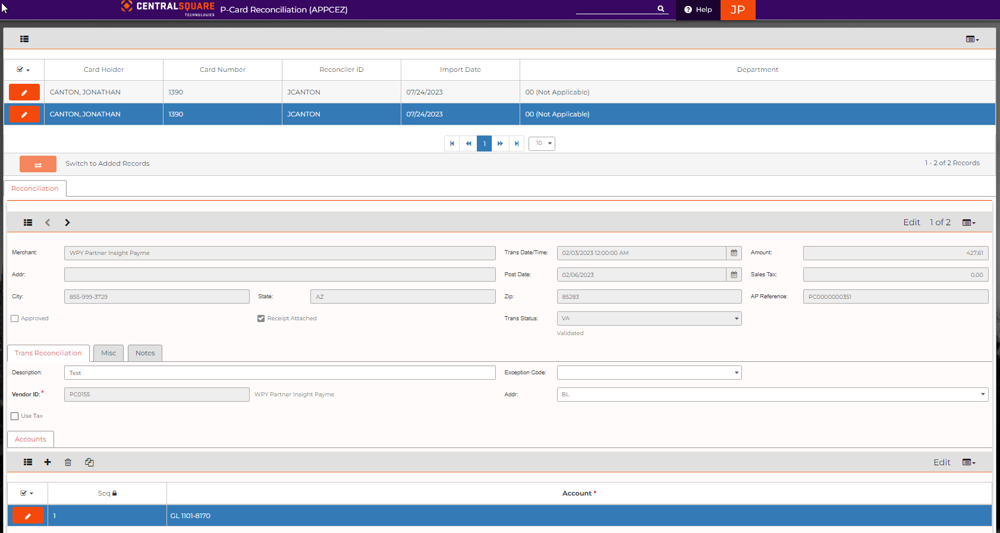 CENTRALSQUARE
TECHNOLOGIES
P-Card Reconciliation (APPCEZ)
Help
JP
Card Holder Card Number Reconciler ID Import Date Department
CANTON, JONATHAN 1390 JCANTON 07/24/2023 00 (Not Applicable)
CANTON, JONATHAN 1390 JCANTON 07/24/2023 00 (Not Applicable)
1 10
Switch to Added Records 1 - 2 of 2 Records
Reconciliation
Edit 1 of 2
Merchant: WPY Partner Insight Payme Trans Date/Time: 02/03/2023 12:00:00 AM Amount: 427.61
Addr: Post Date: 02/06/2023 Sales Tax: 0.00
City: 855-999-3729 State: AZ Zip: 85283 AP Reference: PC0000000351
Approved Receipt Attached Trans Status: VA
Validated
Trans Reconciliation Misc Notes
Description: Test Exception Code:
Vendor ID:* PC0155 WPY Partner Insight Payme Addr: BL
Use Tax
Accounts
Edit
Seq Account *
1 GL 1101-8170